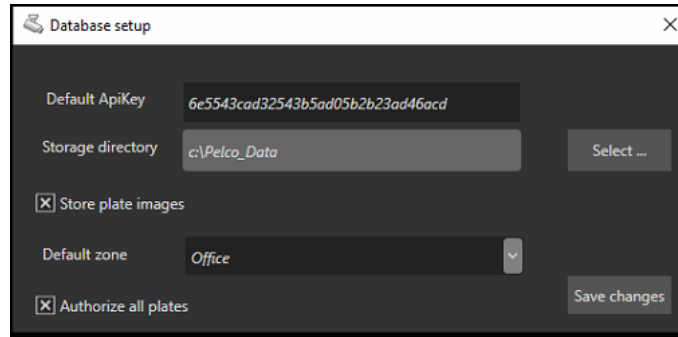 Database setup
Default ApiKey
6e5543cad32543b5ad05b2b23ad46acd
Storage directory
c:\Pelco_Data
Select ...
Store plate images
Default zone
Office
Save changes
Authorize all plates